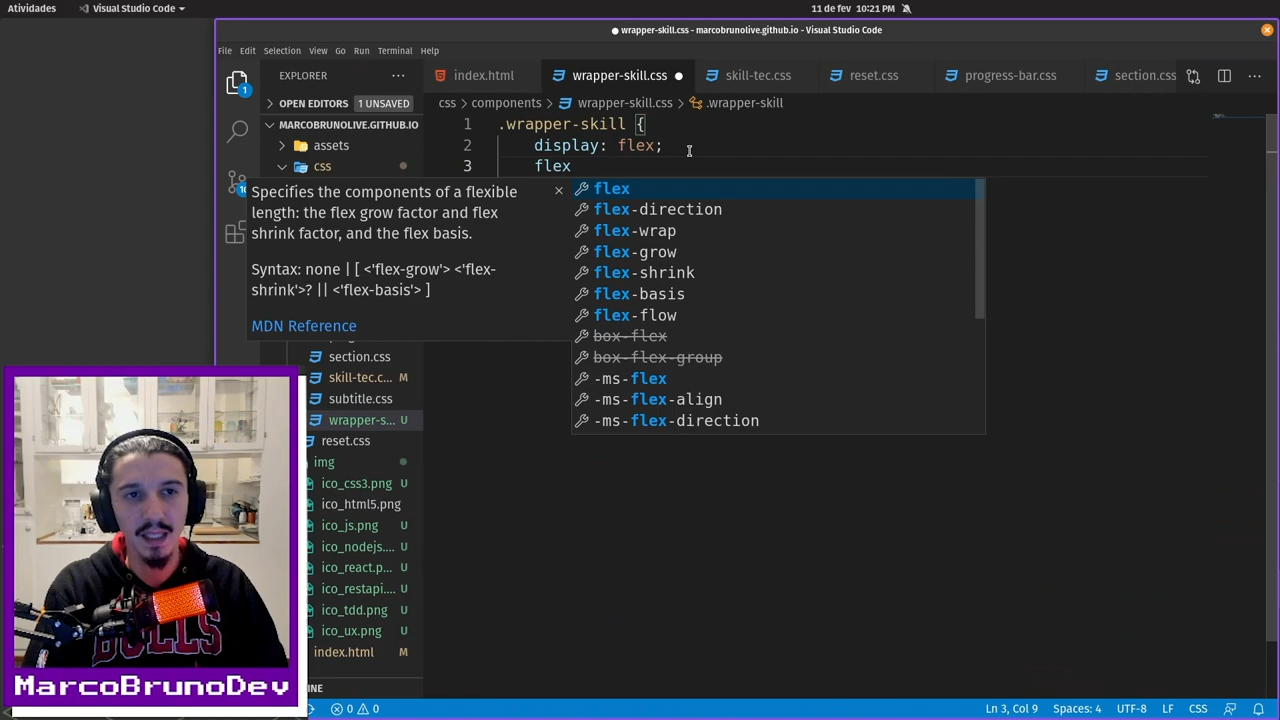 Atividades
Visual Studio Code
11 de fev 10:21 PM
wrapper-skill.css - marcobrunolive.github.io - Visual Studio Code
File Edit Selection View Go Run Terminal Help
EXPLORER
index.html
wrapper-skill.css
skill-tec.css
reset.css
progress-bar.css
section.css
OPEN EDITORS 1 UNSAVED
css > components > wrapper-skill.css > .wrapper-skill
MARCOBRUNOLIVE.GITHUB.IO
assets
css
1 .wrapper-skill {
2 display: flex;
3 flex
1
Specifies the components of a flexible
length: the flex grow factor and flex
shrink factor, and the flex basis.
Syntax: none | [ <'flex-grow'> <'flex-
shrink'>? || <'flex-basis'> ]
MDN Reference
flex
flex-direction
flex-wrap
flex-grow
flex-shrink
flex-basis
flex-flow
box-flex
box-flex-group
-ms-flex
-ms-flex-align
-ms-flex-direction
section.css
skill-tec.c... M
subtitle.css
wrapper-s... U
reset.css
img
ico_css3.png U
ico_html5.png
ico_js.png U
ico_nodejs.... U
ico_react.p... U
ico_restapi.... U
ico_tdd.png U
ico_ux.png U
index.html M
BULLS
MarcoBrunoDev
0 0
Ln 3, Col 9 Spaces: 4 UTF-8 LF CSS